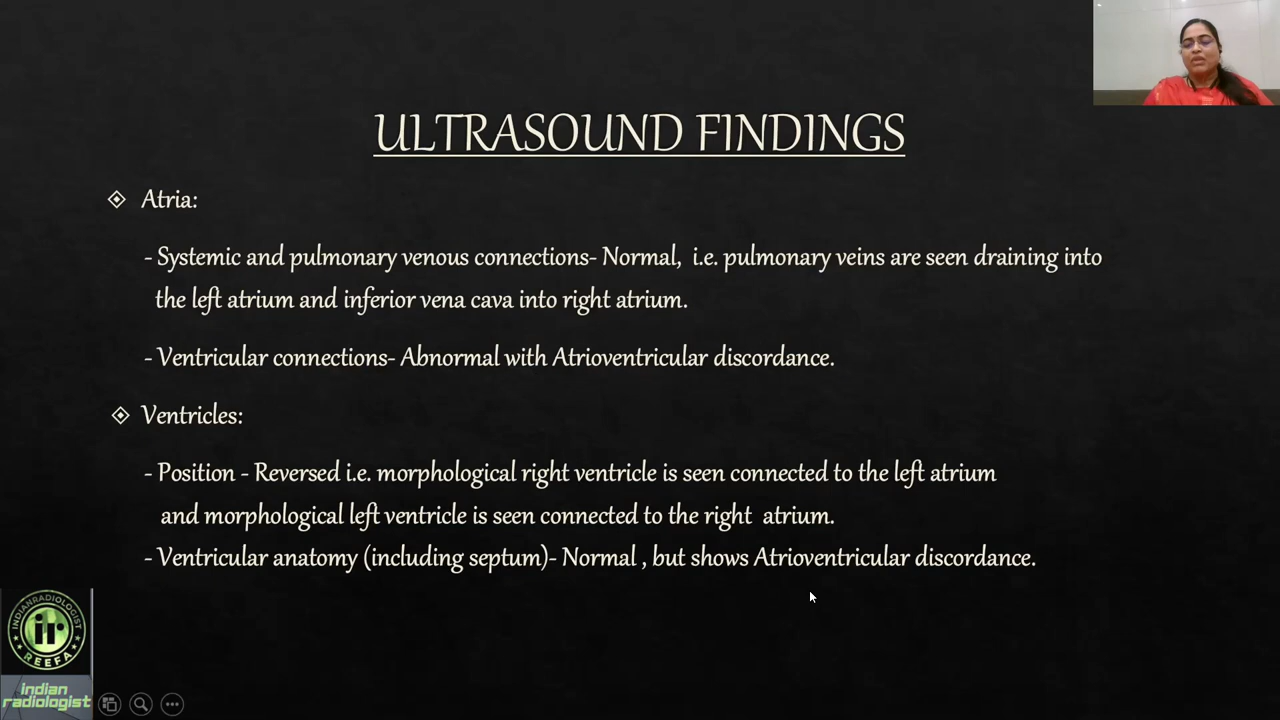 ULTRASOUND FINDINGS
Atria:
- Systemic and pulmonary venous connections- Normal, i.e. pulmonary veins are seen draining into
the left atrium and inferior vena cava into right atrium.
- Ventricular connections- Abnormal with Atrioventricular discordance.
Ventricles:
- Position - Reversed i.e. morphological right ventricle is seen connected to the left atrium
and morphological left ventricle is seen connected to the right atrium.
- Ventricular anatomy (including septum)- Normal , but shows Atrioventricular discordance.
INDIANRADIOLOGIST
ir
REEFA
indian
radiologist